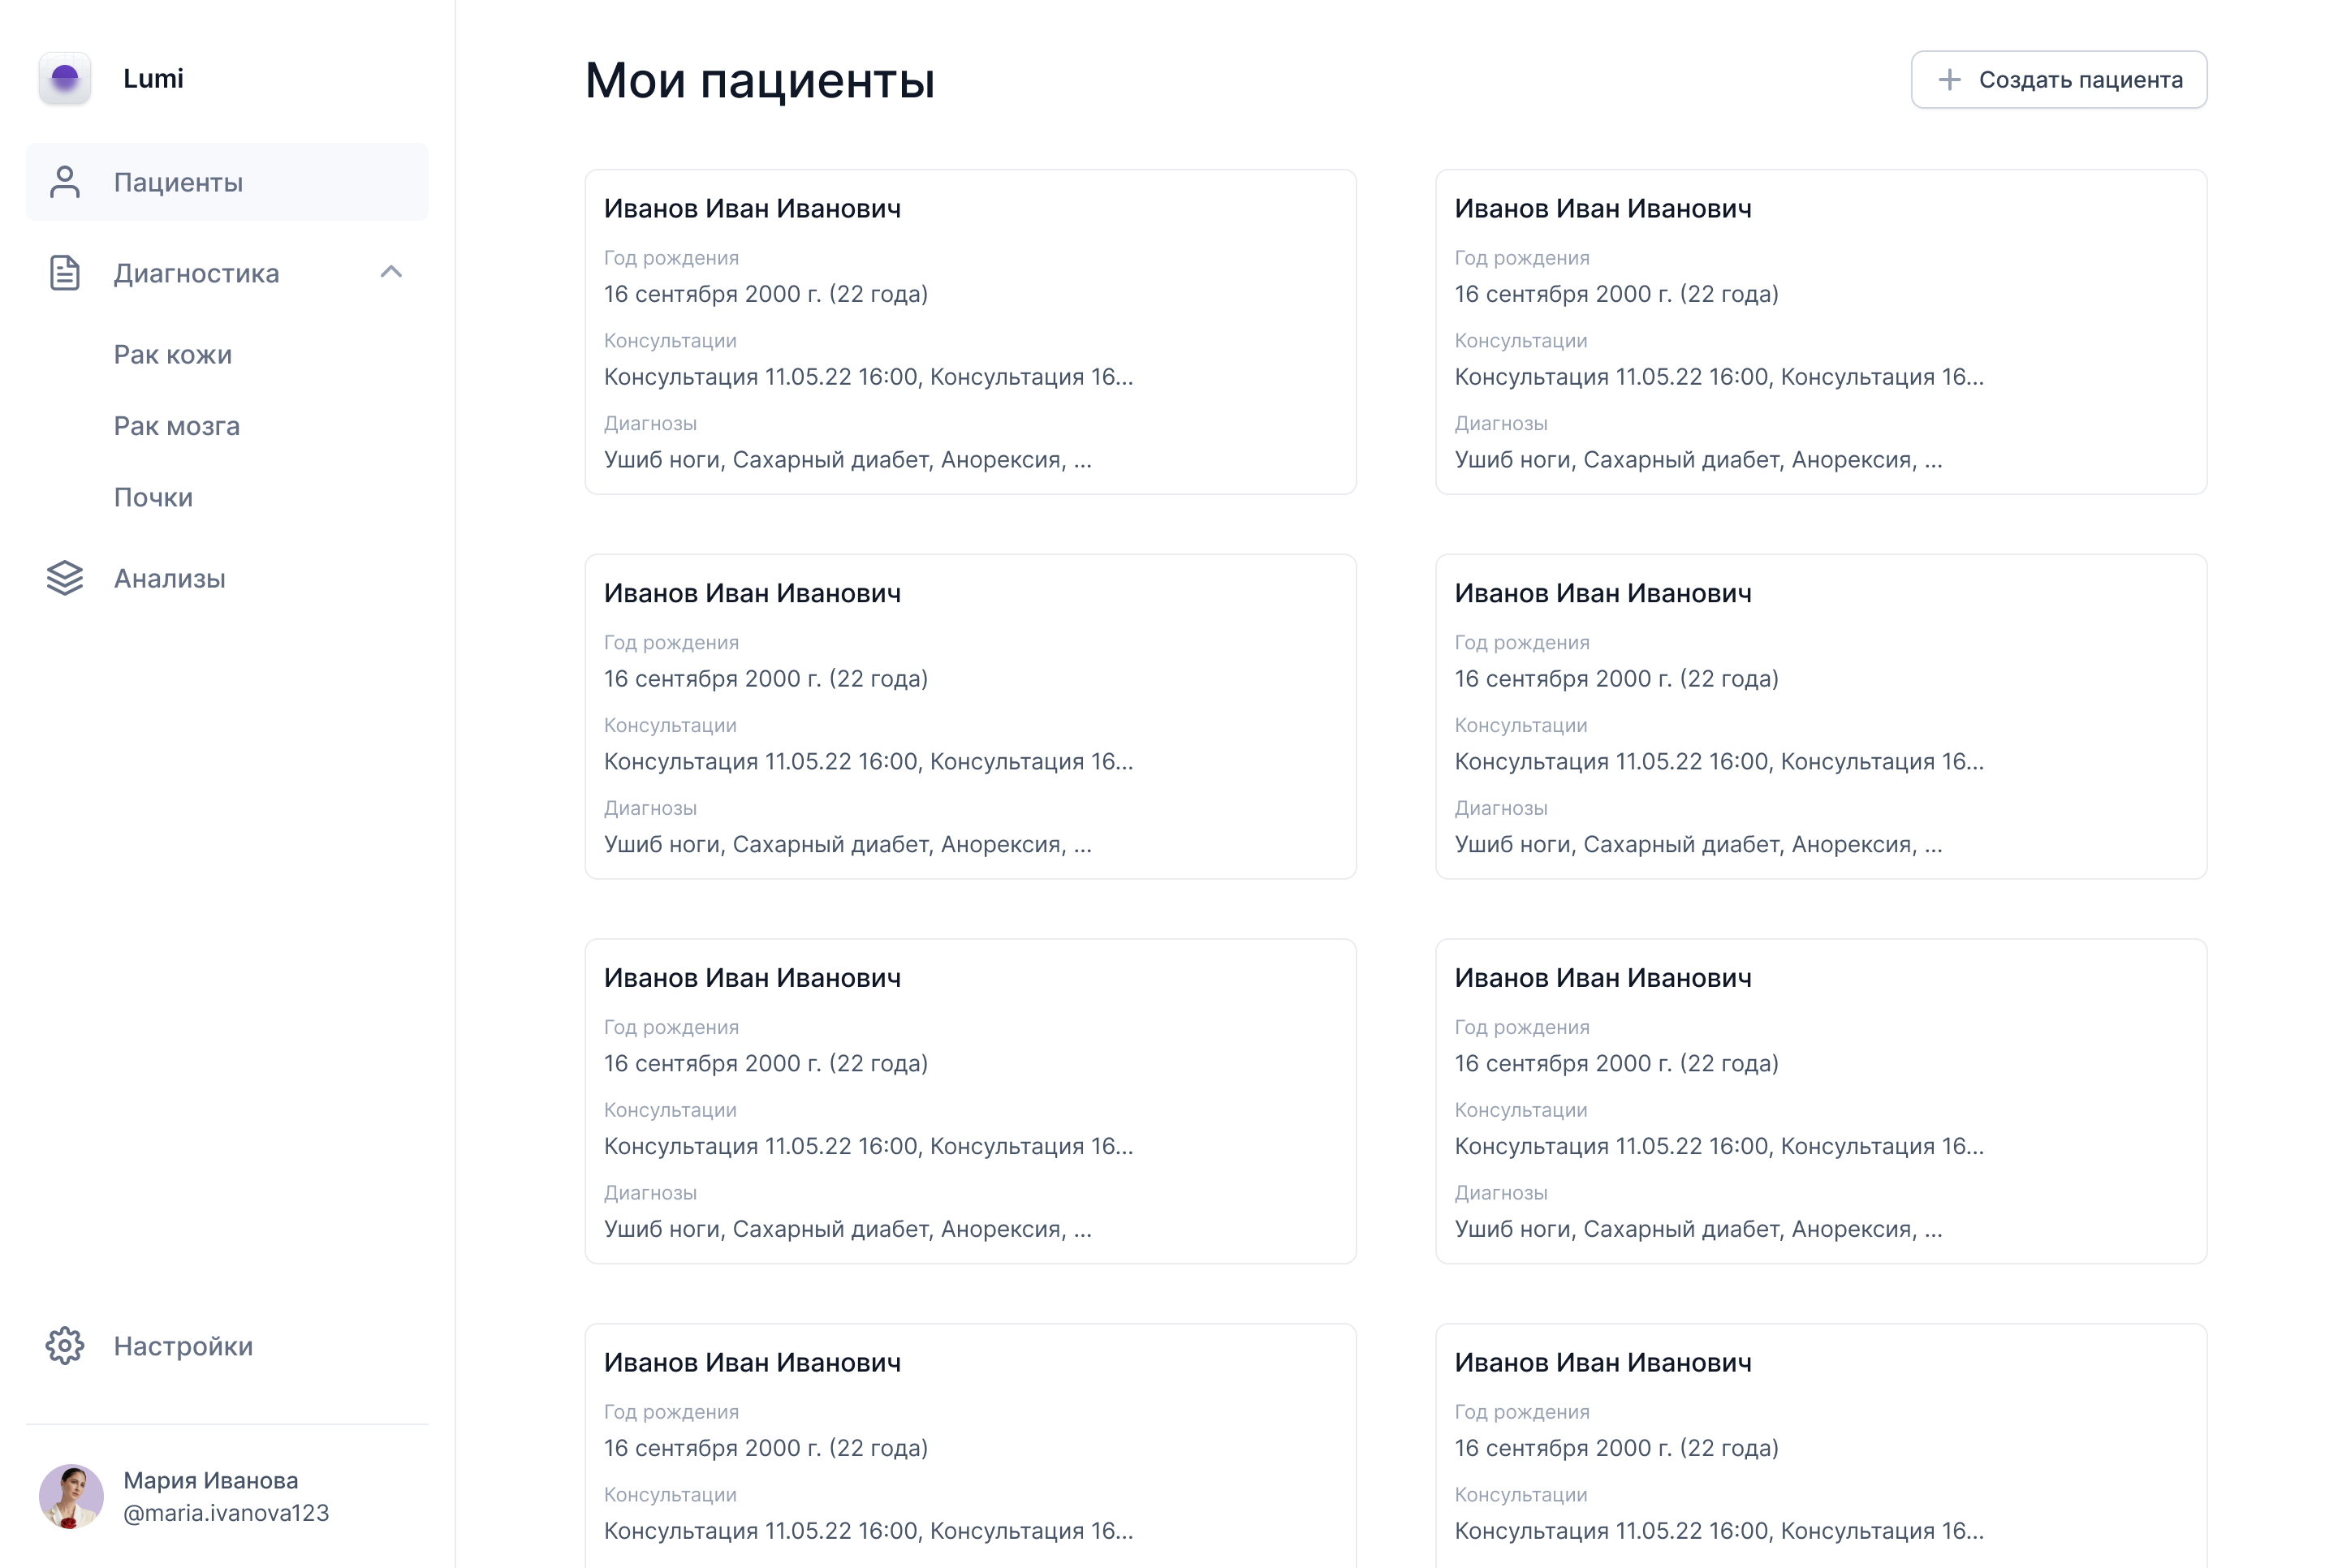 Lumi
Пациенты
Диагностика
Рак кожи
Рак мозга
Почки
Анализы
Настройки
Мария Иванова
@maria.ivanova123
Мои пациенты
Создать пациента
Иванов Иван Иванович
Год рождения
16 сентября 2000 г. (22 года)
Консультации
Консультация 11.05.22 16:00, Консультация 16...
Диагнозы
Ушиб ноги, Сахарный диабет, Анорексия, ...
Иванов Иван Иванович
Год рождения
16 сентября 2000 г. (22 года)
Консультации
Консультация 11.05.22 16:00, Консультация 16...
Диагнозы
Ушиб ноги, Сахарный диабет, Анорексия, ...
Иванов Иван Иванович
Год рождения
16 сентября 2000 г. (22 года)
Консультации
Консультация 11.05.22 16:00, Консультация 16...
Диагнозы
Ушиб ноги, Сахарный диабет, Анорексия, ...
Иванов Иван Иванович
Год рождения
16 сентября 2000 г. (22 года)
Консультации
Консультация 11.05.22 16:00, Консультация 16...
Диагнозы
Ушиб ноги, Сахарный диабет, Анорексия, ...
Иванов Иван Иванович
Год рождения
16 сентября 2000 г. (22 года)
Консультации
Консультация 11.05.22 16:00, Консультация 16...
Диагнозы
Ушиб ноги, Сахарный диабет, Анорексия, ...
Иванов Иван Иванович
Год рождения
16 сентября 2000 г. (22 года)
Консультации
Консультация 11.05.22 16:00, Консультация 16...
Диагнозы
Ушиб ноги, Сахарный диабет, Анорексия, ...
Иванов Иван Иванович
Год рождения
16 сентября 2000 г. (22 года)
Консультации
Консультация 11.05.22 16:00, Консультация 16...
Иванов Иван Иванович
Год рождения
16 сентября 2000 г. (22 года)
Консультации
Консультация 11.05.22 16:00, Консультация 16...